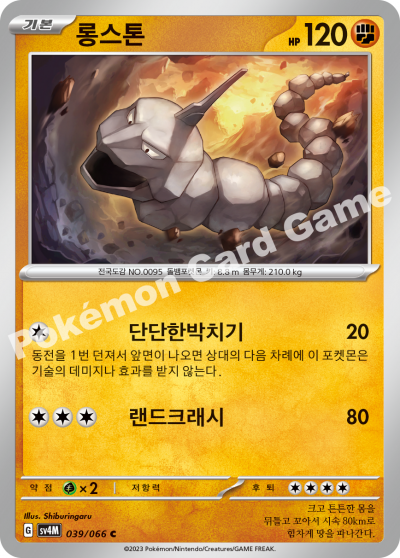 기본 롱스톤 HP 120
전국도감 NO.0095 돌뱀포켓몬 키: 8.8 m 몸무게: 210.0 kg
단단한박치기 20
동전을 1번 던져서 앞면이 나오면 상대의 다음 차례에 이 포켓몬은
기술의 데미지나 효과를 받지 않는다.
랜드크래시 80
약점 ×2 저항력 후퇴
Illus. Shiburingaru
G SV4M 039/066 C
크고 튼튼한 몸을
뒤틀고 꼬아서 시속 80km로
힘차게 땅을 파나간다.
©2023 Pokémon/Nintendo/Creatures/GAME FREAK.
Pokémon Card Game